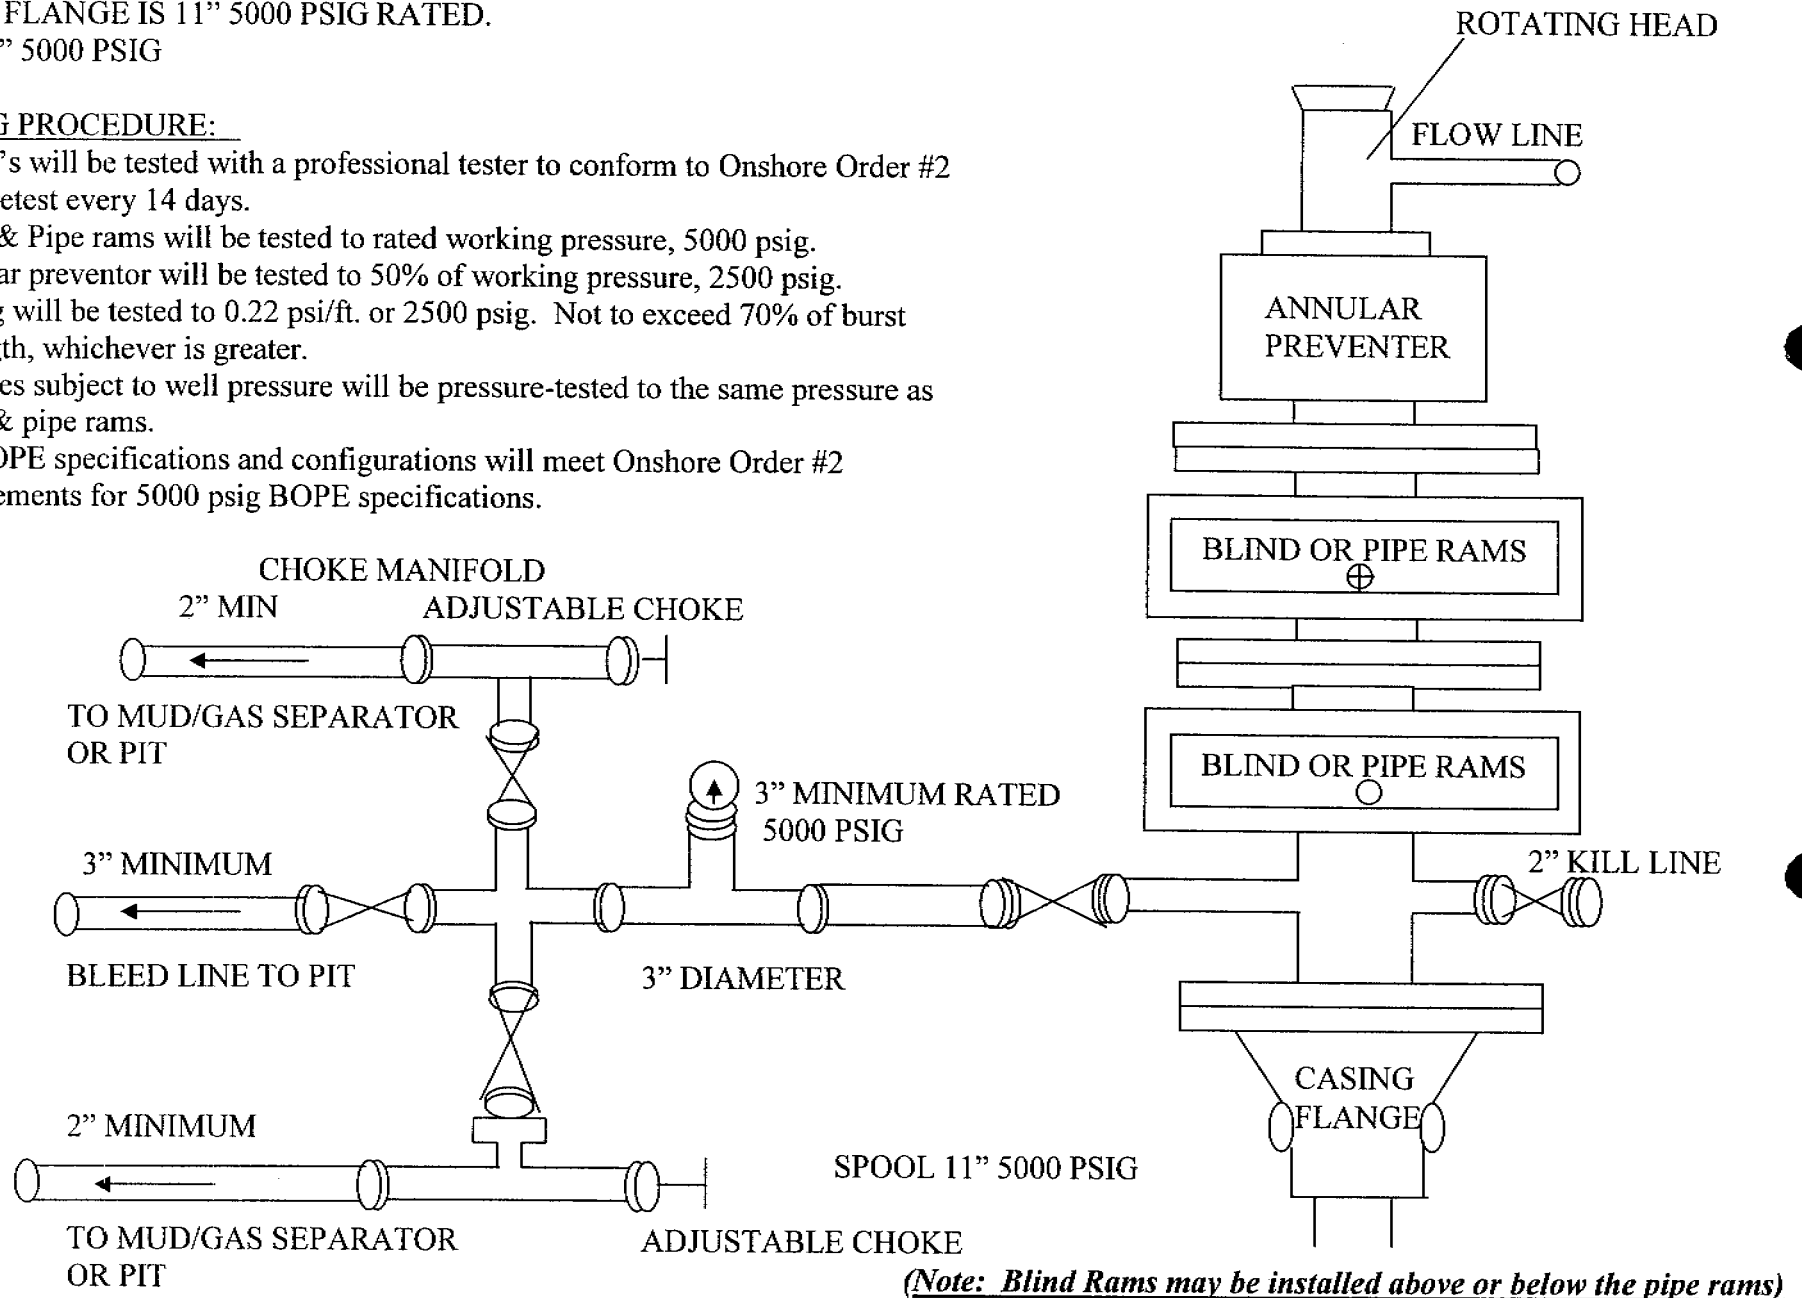 FLANGE IS 11” 5000 PSIG RATED.
” 5000 PSIG
G PROCEDURE:
’s will be tested with a professional tester to conform to Onshore Order #2
etest every 14 days.
& Pipe rams will be tested to rated working pressure, 5000 psig.
ar preventor will be tested to 50% of working pressure, 2500 psig.
g will be tested to 0.22 psi/ft. or 2500 psig. Not to exceed 70% of burst
gth, whichever is greater.
es subject to well pressure will be pressure-tested to the same pressure as
& pipe rams.
OPE specifications and configurations will meet Onshore Order #2
ements for 5000 psig BOPE specifications.
ROTATING HEAD
FLOW LINE
ANNULAR
PREVENTER
BLIND OR PIPE RAMS
CHOKE MANIFOLD
2” MIN
ADJUSTABLE CHOKE
TO MUD/GAS SEPARATOR
OR PIT
BLIND OR PIPE RAMS
3” MINIMUM RATED
5000 PSIG
3” MINIMUM
2” KILL LINE
BLEED LINE TO PIT
3” DIAMETER
CASING
FLANGE
2” MINIMUM
SPOOL 11” 5000 PSIG
TO MUD/GAS SEPARATOR
OR PIT
ADJUSTABLE CHOKE
(Note: Blind Rams may be installed above or below the pipe rams)